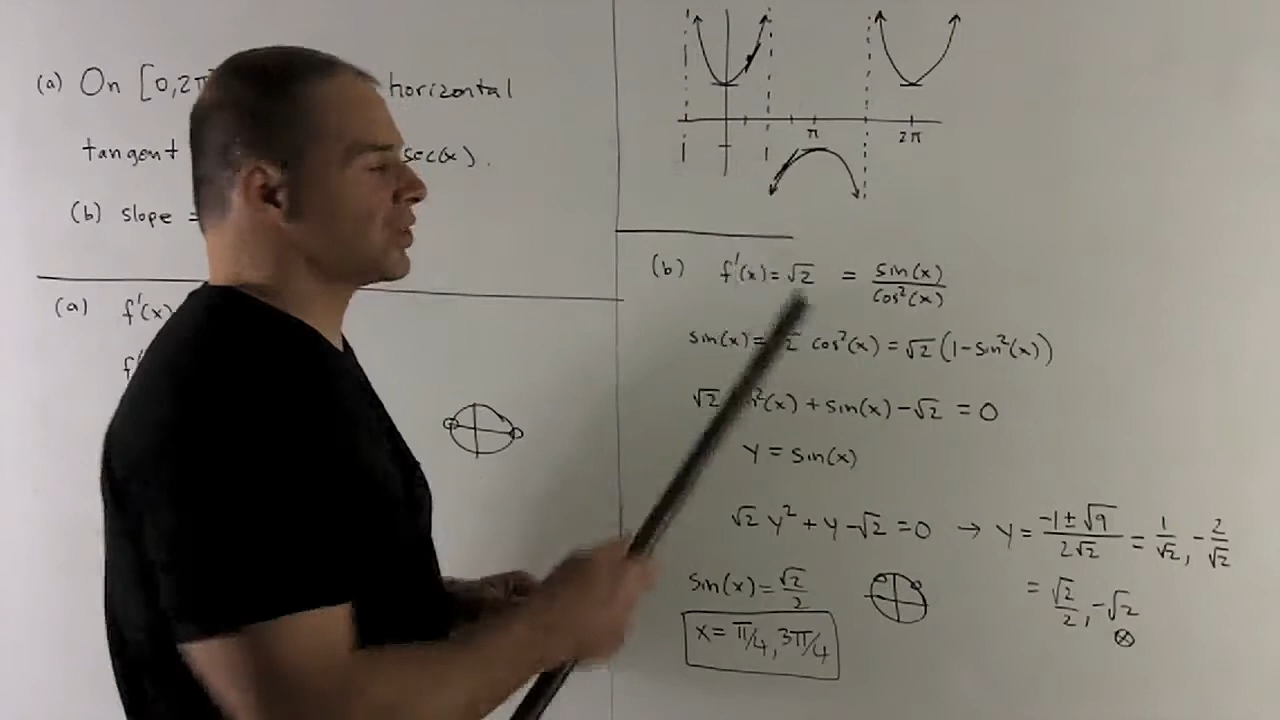 (a) On [0,2π horizontal
tangent sec(x).
(b) slope =
(a) f'(x)
π 2π
(b) f'(x) = √2 = sin(x)/cos²(x)
sin(x) = cos²(x) = √2 (1 - sin²(x))
√2 (x) + sin(x) - √2 = 0
y = sin(x)
√2 y² + y - √2 = 0 → y = (-1 ± √9)/(2√2) = 1/√2, -2/√2
sin(x) = √2/2
= √2/2, -√2
x = π/4, 3π/4